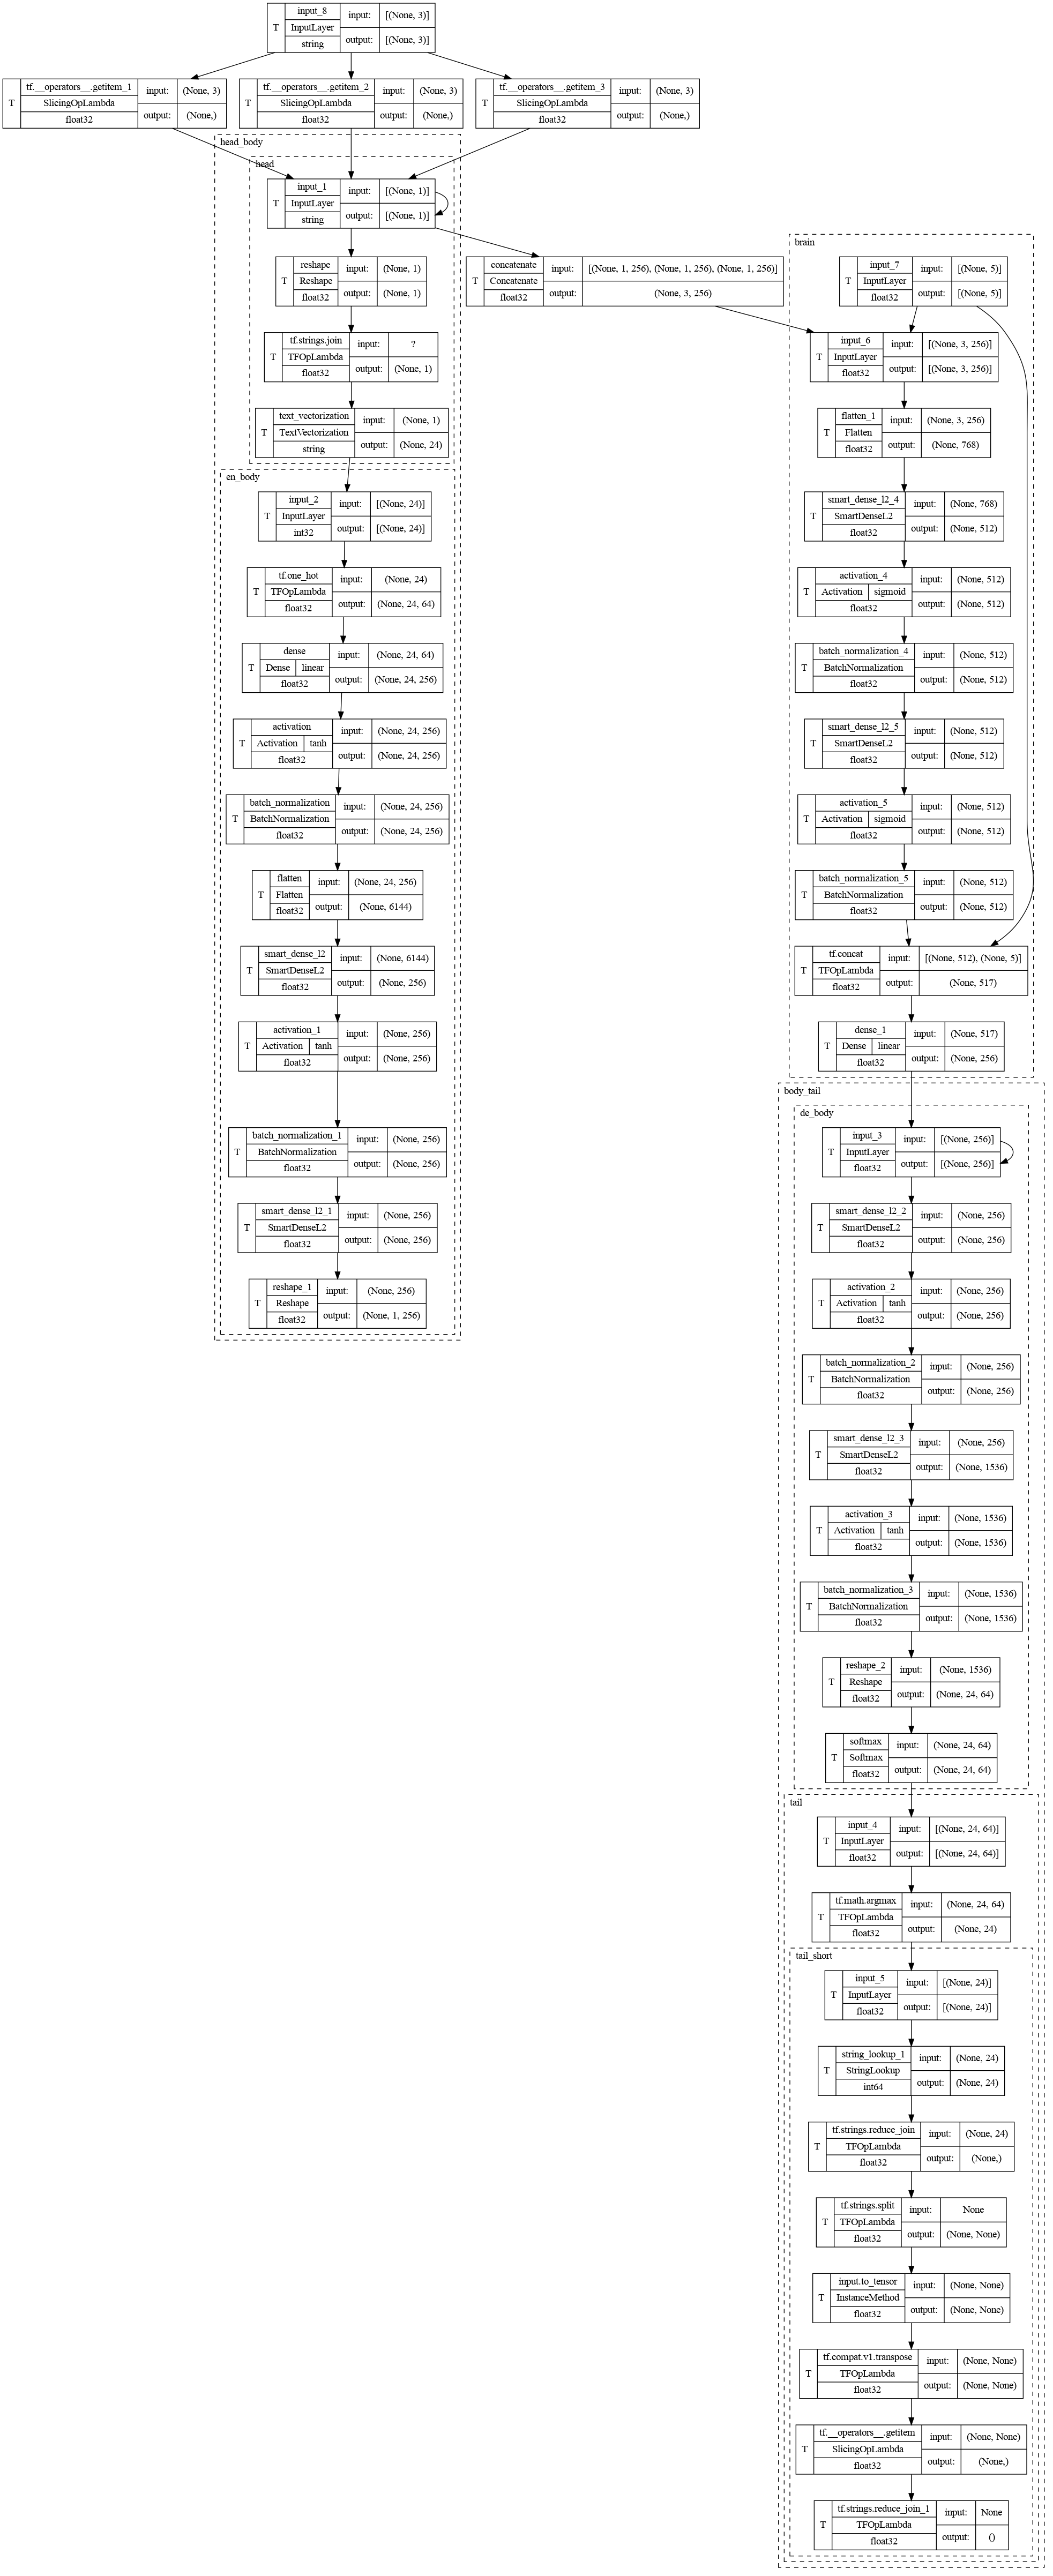 input_8
T InputLayer input: [(None, 3)]
string output: [(None, 3)]
tf.__operators__.getitem_1
T SlicingOpLambda input: (None, 3)
float32 output: (None,)
tf.__operators__.getitem_2
T SlicingOpLambda input: (None, 3)
float32 output: (None,)
tf.__operators__.getitem_3
T SlicingOpLambda input: (None, 3)
float32 output: (None,)
head_body
head
input_1
T InputLayer input: [(None, 1)]
string output: [(None, 1)]
reshape
T Reshape input: (None, 1)
float32 output: (None, 1)
tf.strings.join
T TFOpLambda input: ?
float32 output: (None, 1)
text_vectorization
T TextVectorization input: (None, 1)
string output: (None, 24)
en_body
input_2
T InputLayer input: [(None, 24)]
int32 output: [(None, 24)]
tf.one_hot
T TFOpLambda input: (None, 24)
float32 output: (None, 24, 64)
dense
T Dense linear input: (None, 24, 64)
float32 output: (None, 24, 256)
activation
T Activation tanh input: (None, 24, 256)
float32 output: (None, 24, 256)
batch_normalization
T BatchNormalization input: (None, 24, 256)
float32 output: (None, 24, 256)
flatten
T Flatten input: (None, 24, 256)
float32 output: (None, 6144)
smart_dense_l2
T SmartDenseL2 input: (None, 6144)
float32 output: (None, 256)
activation_1
T Activation tanh input: (None, 256)
float32 output: (None, 256)
batch_normalization_1
T BatchNormalization input: (None, 256)
float32 output: (None, 256)
smart_dense_l2_1
T SmartDenseL2 input: (None, 256)
float32 output: (None, 256)
reshape_1
T Reshape input: (None, 256)
float32 output: (None, 1, 256)
concatenate
T Concatenate input: [(None, 1, 256), (None, 1, 256), (None, 1, 256)]
float32 output: (None, 3, 256)
brain
input_7
T InputLayer input: [(None, 5)]
float32 output: [(None, 5)]
input_6
T InputLayer input: [(None, 3, 256)]
float32 output: [(None, 3, 256)]
flatten_1
T Flatten input: (None, 3, 256)
float32 output: (None, 768)
smart_dense_l2_4
T SmartDenseL2 input: (None, 768)
float32 output: (None, 512)
activation_4
T Activation sigmoid input: (None, 512)
float32 output: (None, 512)
batch_normalization_4
T BatchNormalization input: (None, 512)
float32 output: (None, 512)
smart_dense_l2_5
T SmartDenseL2 input: (None, 512)
float32 output: (None, 512)
activation_5
T Activation sigmoid input: (None, 512)
float32 output: (None, 512)
batch_normalization_5
T BatchNormalization input: (None, 512)
float32 output: (None, 512)
tf.concat
T TFOpLambda input: [(None, 512), (None, 5)]
float32 output: (None, 517)
dense_1
T Dense linear input: (None, 517)
float32 output: (None, 256)
body_tail
de_body
input_3
T InputLayer input: [(None, 256)]
float32 output: [(None, 256)]
smart_dense_l2_2
T SmartDenseL2 input: (None, 256)
float32 output: (None, 256)
activation_2
T Activation tanh input: (None, 256)
float32 output: (None, 256)
batch_normalization_2
T BatchNormalization input: (None, 256)
float32 output: (None, 256)
smart_dense_l2_3
T SmartDenseL2 input: (None, 256)
float32 output: (None, 1536)
activation_3
T Activation tanh input: (None, 1536)
float32 output: (None, 1536)
batch_normalization_3
T BatchNormalization input: (None, 1536)
float32 output: (None, 1536)
reshape_2
T Reshape input: (None, 1536)
float32 output: (None, 24, 64)
softmax
T Softmax input: (None, 24, 64)
float32 output: (None, 24, 64)
tail
input_4
T InputLayer input: [(None, 24, 64)]
float32 output: [(None, 24, 64)]
tf.math.argmax
T TFOpLambda input: (None, 24, 64)
float32 output: (None, 24)
tail_short
input_5
T InputLayer input: [(None, 24)]
float32 output: [(None, 24)]
string_lookup_1
T StringLookup input: (None, 24)
int64 output: (None, 24)
tf.strings.reduce_join
T TFOpLambda input: (None, 24)
float32 output: (None,)
tf.strings.split
T TFOpLambda input: None
float32 output: (None, None)
input.to_tensor
T InstanceMethod input: (None, None)
float32 output: (None, None)
tf.compat.v1.transpose
T TFOpLambda input: (None, None)
float32 output: (None, None)
tf.__operators__.getitem
T SlicingOpLambda input: (None, None)
float32 output: (None,)
tf.strings.reduce_join_1
T TFOpLambda input: None
float32 output: ()